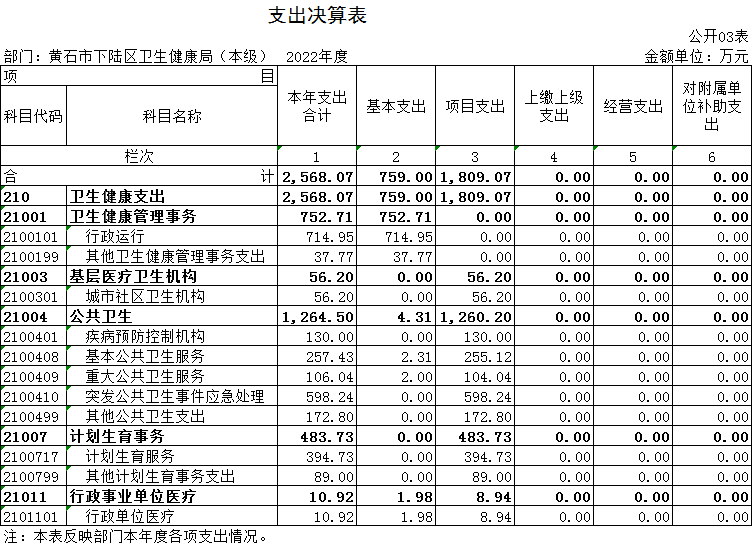 支出决算表
公开03表
部门：黄石市下陆区卫生健康局（本级） 2022年度 金额单位：万元
项 目 本年支出合计 基本支出 项目支出 上缴上级支出 经营支出 对附属单位补助支出
科目代码 科目名称
栏次 1 2 3 4 5 6
合 计 2,568.07 759.00 1,809.07 0.00 0.00 0.00
210 卫生健康支出 2,568.07 759.00 1,809.07 0.00 0.00 0.00
21001 卫生健康管理事务 752.71 752.71 0.00 0.00 0.00 0.00
2100101 行政运行 714.95 714.95 0.00 0.00 0.00 0.00
2100199 其他卫生健康管理事务支出 37.77 37.77 0.00 0.00 0.00 0.00
21003 基层医疗卫生机构 56.20 0.00 56.20 0.00 0.00 0.00
2100301 城市社区卫生机构 56.20 0.00 56.20 0.00 0.00 0.00
21004 公共卫生 1,264.50 4.31 1,260.20 0.00 0.00 0.00
2100401 疾病预防控制机构 130.00 0.00 130.00 0.00 0.00 0.00
2100408 基本公共卫生服务 257.43 2.31 255.12 0.00 0.00 0.00
2100409 重大公共卫生服务 106.04 2.00 104.04 0.00 0.00 0.00
2100410 突发公共卫生事件应急处理 598.24 0.00 598.24 0.00 0.00 0.00
2100499 其他公共卫生支出 172.80 0.00 172.80 0.00 0.00 0.00
21007 计划生育事务 483.73 0.00 483.73 0.00 0.00 0.00
2100717 计划生育服务 394.73 0.00 394.73 0.00 0.00 0.00
2100799 其他计划生育事务支出 89.00 0.00 89.00 0.00 0.00 0.00
21011 行政事业单位医疗 10.92 1.98 8.94 0.00 0.00 0.00
2101101 行政单位医疗 10.92 1.98 8.94 0.00 0.00 0.00
注：本表反映部门本年度各项支出情况。